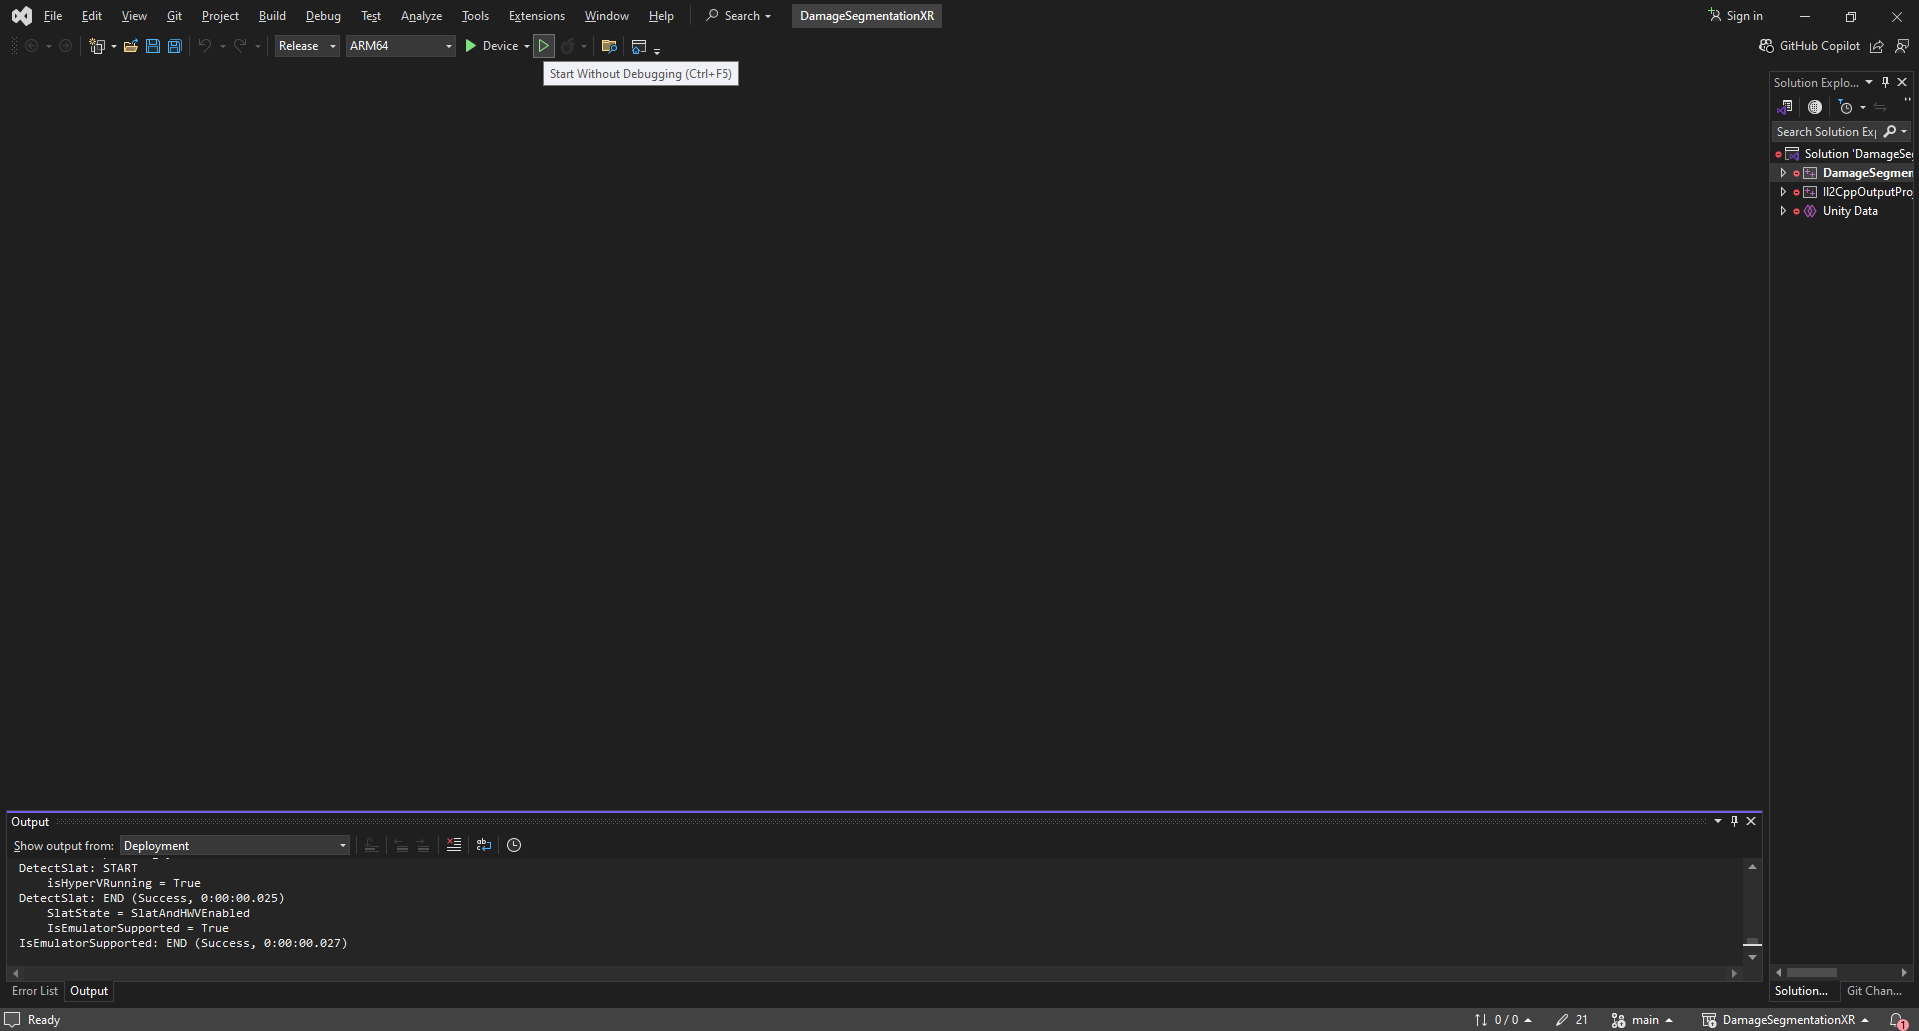 File Edit View Git Project Build Debug Test Analyze Tools Extensions Window Help Search DamageSegmentationXR Sign in
Release ARM64 Device GitHub Copilot
Start Without Debugging (Ctrl+F5)
Solution Explo...
Search Solution Ex
Solution 'DamageSe
DamageSegmen
Il2CppOutputPro
Unity Data
Output
Show output from: Deployment
DetectSlat: START
isHyperVRunning = True
DetectSlat: END (Success, 0:00:00.025)
SlatState = SlatAndHWVEnabled
IsEmulatorSupported = True
IsEmulatorSupported: END (Success, 0:00:00.027)
Error List Output
Solution... Git Chan...
Ready 0 / 0 21 main DamageSegmentationXR 1